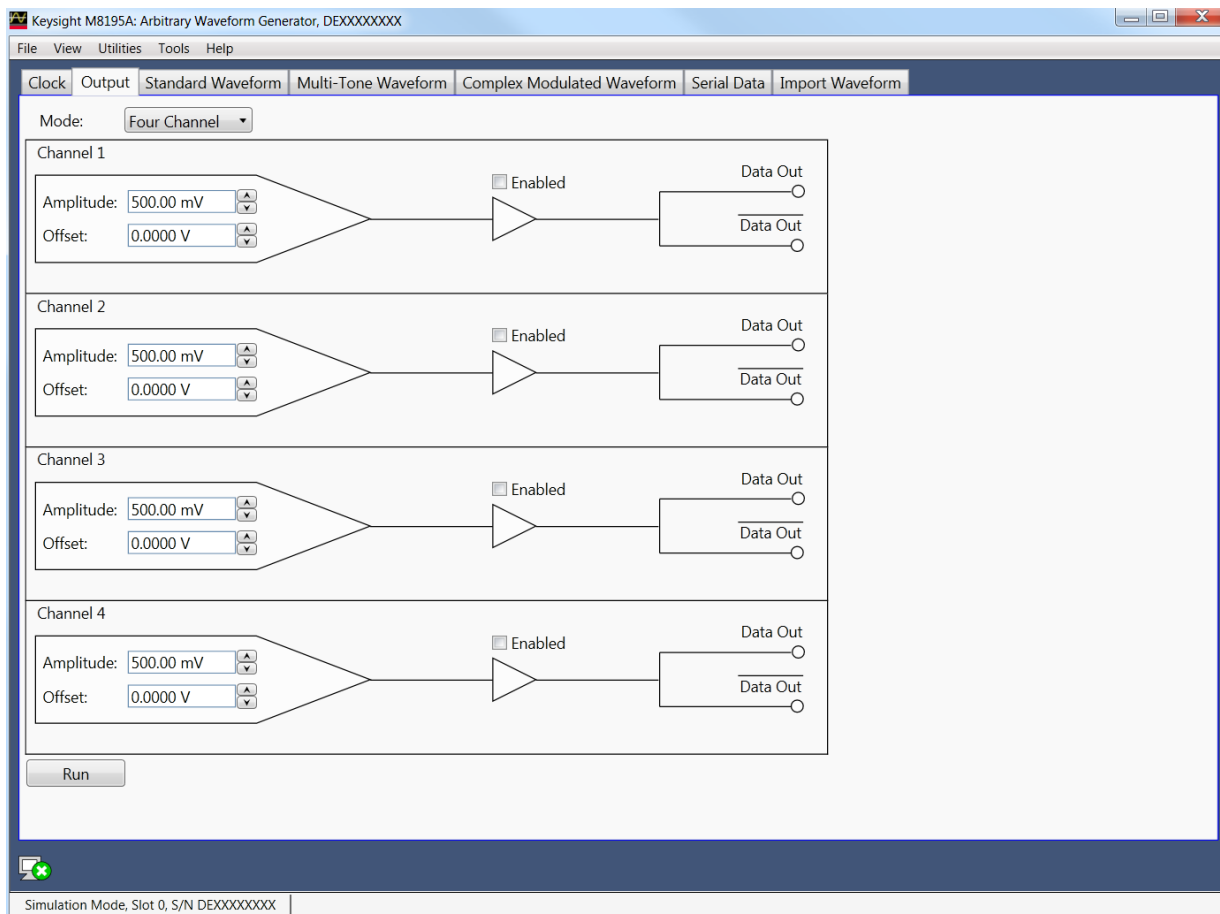 Keysight M8195A: Arbitrary Waveform Generator, DEXXXXXXXX
File View Utilities Tools Help
Clock Output Standard Waveform Multi-Tone Waveform Complex Modulated Waveform Serial Data Import Waveform
Mode: Four Channel
Channel 1
Enabled
Data Out
Amplitude: 500.00 mV
Offset: 0.0000 V
Data Out
Channel 2
Enabled
Data Out
Amplitude: 500.00 mV
Offset: 0.0000 V
Data Out
Channel 3
Enabled
Data Out
Amplitude: 500.00 mV
Offset: 0.0000 V
Data Out
Channel 4
Enabled
Data Out
Amplitude: 500.00 mV
Offset: 0.0000 V
Data Out
Run
Simulation Mode, Slot 0, S/N DEXXXXXXXX